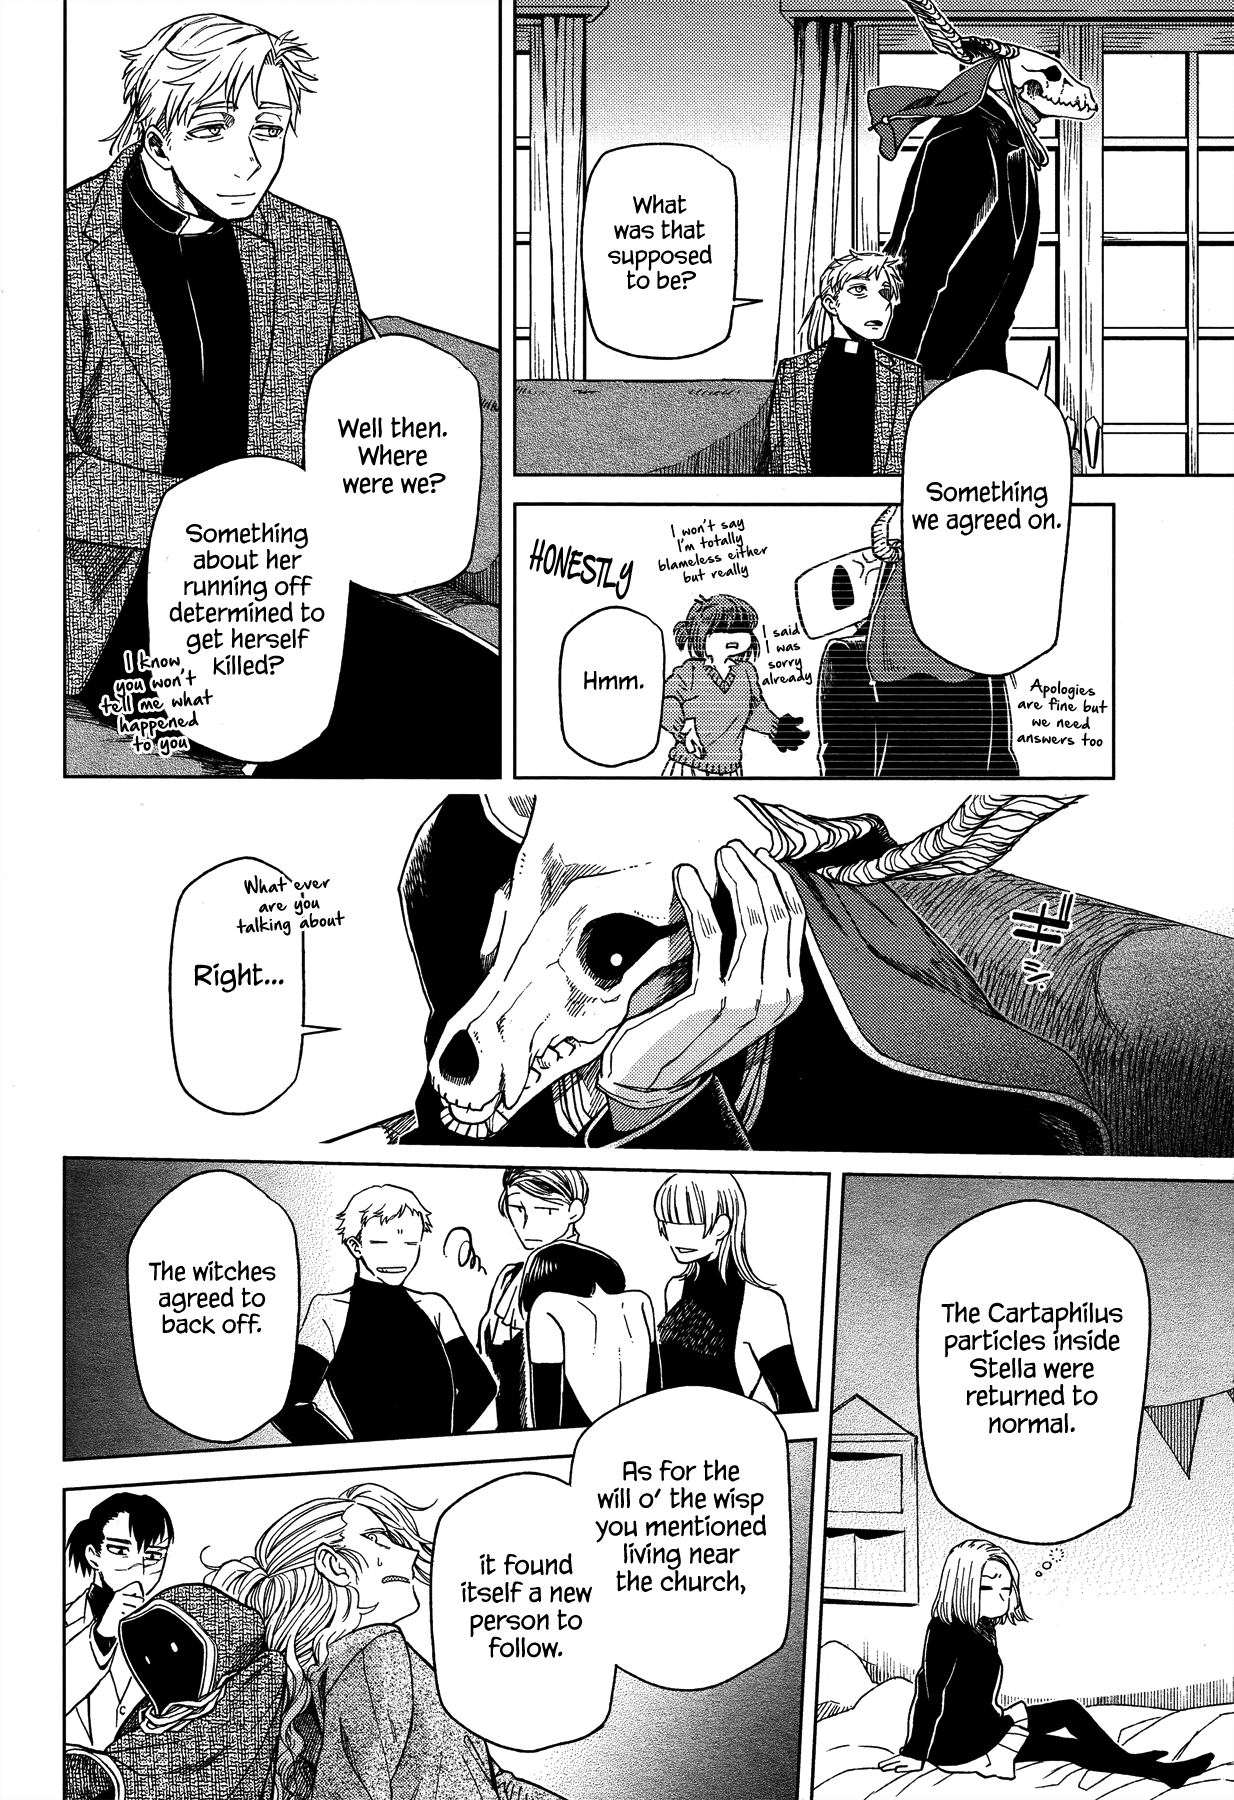 What
was that
supposed
to be?
Something
we agreed on.
HONESTLY
I won't say
I'm totally
blameless either
but really
I said
I was
sorry
already
Hmm.
Apologies
are fine but
we need
answers too
Well then.
Where
were we?
Something
about her
running off
determined to
get herself
killed?
I know
you won't
tell me what
happened
to you
What ever
are you
talking about
Right...
The Cartaphilus
particles inside
Stella were
returned to
normal.
The witches
agreed to
back off.
As for the
will o' the wisp
you mentioned
living near
the church,
it found
itself a new
person to
follow.